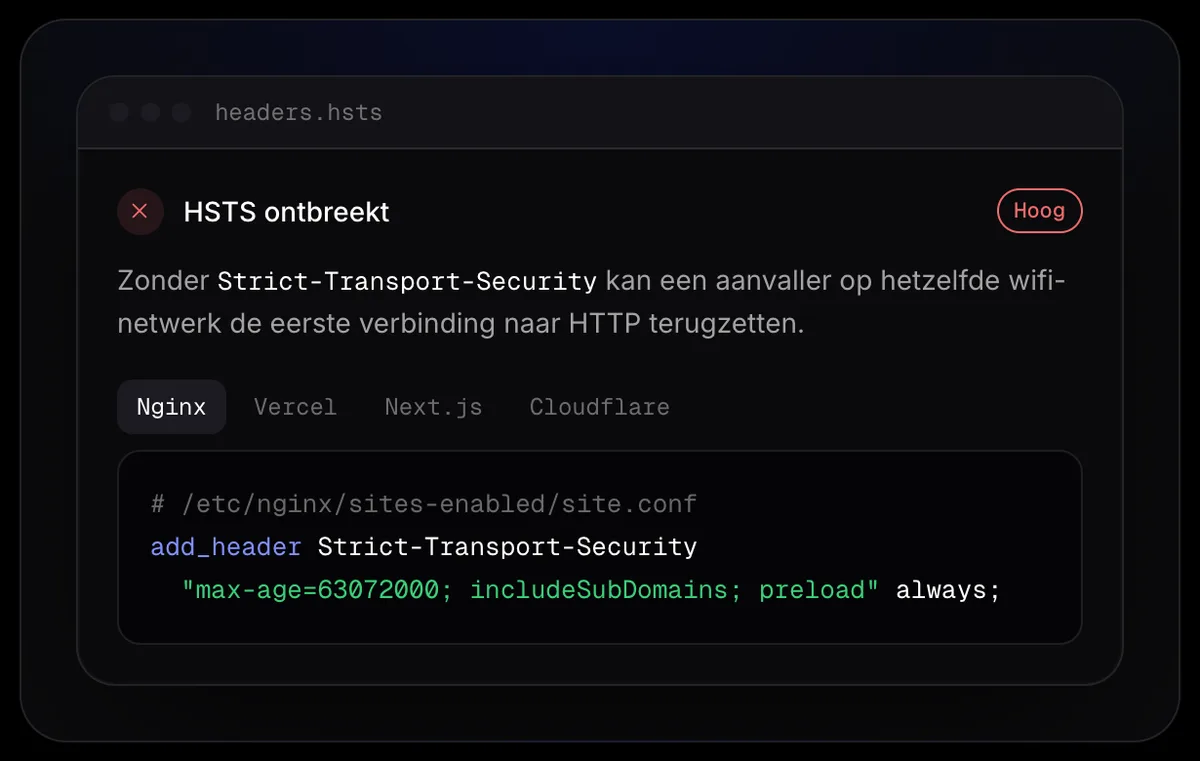 headers.hsts
HSTS ontbreekt
Hoog
Zonder Strict-Transport-Security kan een aanvaller op hetzelfde wifi-
netwerk de eerste verbinding naar HTTP terugzetten.
Nginx Vercel Next.js Cloudflare
# /etc/nginx/sites-enabled/site.conf
add_header Strict-Transport-Security
"max-age=63072000; includeSubDomains; preload" always;